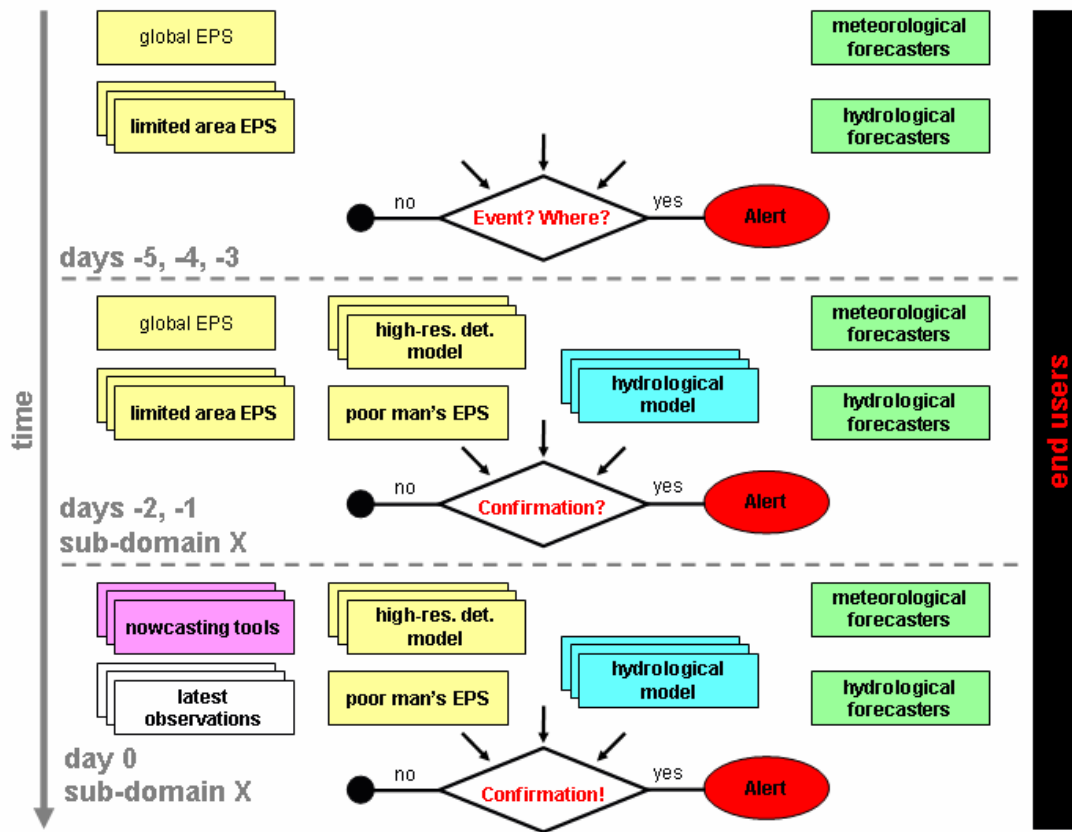 global EPS
limited area EPS
meteorological
forecasters
hydrological
forecasters
no
Event? Where?
yes
Alert
days -5, -4, -3
global EPS
limited area EPS
high-res. det.
model
poor man's EPS
hydrological
model
meteorological
forecasters
hydrological
forecasters
no
Confirmation?
yes
Alert
days -2, -1
sub-domain X
nowcasting tools
latest
observations
high-res. det.
model
poor man's EPS
hydrological
model
meteorological
forecasters
hydrological
forecasters
no
Confirmation!
yes
Alert
day 0
sub-domain X
time
end users